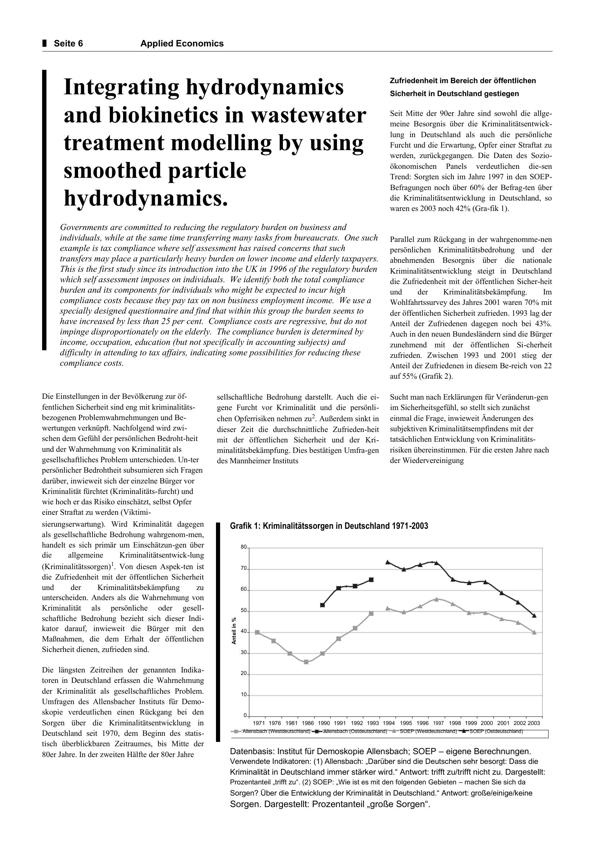 Seite 6
Applied Economics
Integrating hydrodynamics
and biokinetics in wastewater
treatment modelling by using
smoothed particle
hydrodynamics.
Governments are committed to reducing the regulatory burden on business and
individuals, while at the same time transferring many tasks from bureaucrats. One such
example is tax compliance where self assessment has raised concerns that such
transfers may place a particularly heavy burden on lower income and elderly taxpayers.
This is the first study since its introduction into the UK in 1996 of the regulatory burden
which self assessment imposes on individuals. We identify both the total compliance
burden and its components for individuals who might be expected to incur high
compliance costs because they pay tax on non business employment income. We use a
specially designed questionnaire and find that within this group the burden seems to
have increased by less than 25 per cent. Compliance costs are regressive, but do not
impinge disproportionately on the elderly. The compliance burden is determined by
income, occupation, education (but not specifically in accounting subjects) and
difficulty in attending to tax affairs, indicating some possibilities for reducing these
compliance costs.
Die Einstellungen in der Bevölkerung zur öf-
fentlichen Sicherheit sind eng mit kriminalitäts-
bezogenen Problemwahrnehmungen und Be-
wertungen verknüpft. Nachfolgend wird zwi-
schen dem Gefühl der persönlichen Bedroht-heit
und der Wahrnehmung von Kriminalität als
gesellschaftliches Problem unterschieden. Un-ter
persönlicher Bedrohtheit subsumieren sich Fragen
darüber, inwieweit sich der einzelne Bürger vor
Kriminalität fürchtet (Kriminalitäts-furcht) und
wie hoch er das Risiko einschätzt, selbst Opfer
einer Straftat zu werden (Viktimi-
sierungserwartung). Wird Kriminalität dagegen
als gesellschaftliche Bedrohung wahrgenom-men,
handelt es sich primär um Einschätzun-gen über
die allgemeine Kriminalitätsentwick-lung
(Kriminalitätssorgen)1. Von diesen Aspek-ten ist
die Zufriedenheit mit der öffentlichen Sicherheit
und der Kriminalitätsbekämpfung zu
unterscheiden. Anders als die Wahrnehmung von
Kriminalität als persönliche oder gesell-
schaftliche Bedrohung bezieht sich dieser Indi-
kator darauf, inwieweit die Bürger mit den
Maßnahmen, die dem Erhalt der öffentlichen
Sicherheit dienen, zufrieden sind.
Die längsten Zeitreihen der genannten Indika-
toren in Deutschland erfassen die Wahrnehmung
der Kriminalität als gesellschaftliches Problem.
Umfragen des Allensbacher Instituts für Demo-
skopie verdeutlichen einen Rückgang bei den
Sorgen über die Kriminalitätsentwicklung in
Deutschland seit 1970, dem Beginn des statis-
tisch überblickbaren Zeitraumes, bis Mitte der
80er Jahre. In der zweiten Hälfte der 80er Jahre
sellschaftliche Bedrohung darstellt. Auch die ei-
gene Furcht vor Kriminalität und die persönli-
chen Opferrisiken nehmen zu2. Außerdem sinkt in
dieser Zeit die durchschnittliche Zufrieden-heit
mit der öffentlichen Sicherheit und der Kri-
minalitätsbekämpfung. Dies bestätigen Umfra-gen
des Mannheimer Instituts
Zufriedenheit im Bereich der öffentlichen
Sicherheit in Deutschland gestiegen
Seit Mitte der 90er Jahre sind sowohl die allge-
meine Besorgnis über die Kriminalitätsentwick-
lung in Deutschland als auch die persönliche
Furcht und die Erwartung, Opfer einer Straftat zu
werden, zurückgegangen. Die Daten des Sozio-
ökonomischen Panels verdeutlichen die-sen
Trend: Sorgten sich im Jahre 1997 in den SOEP-
Befragungen noch über 60% der Befrag-ten über
die Kriminalitätsentwicklung in Deutschland, so
waren es 2003 noch 42% (Gra-fik 1).
Parallel zum Rückgang in der wahrgenomme-nen
persönlichen Kriminalitätsbedrohung und der
abnehmenden Besorgnis über die nationale
Kriminalitätsentwicklung steigt in Deutschland
die Zufriedenheit mit der öffentlichen Sicher-heit
und der Kriminalitätsbekämpfung. Im
Wohlfahrtssurvey des Jahres 2001 waren 70% mit
der öffentlichen Sicherheit zufrieden. 1993 lag der
Anteil der Zufriedenen dagegen noch bei 43%.
Auch in den neuen Bundesländern sind die Bürger
zunehmend mit der öffentlichen Si-cherheit
zufrieden. Zwischen 1993 und 2001 stieg der
Anteil der Zufriedenen in diesem Be-reich von 22
auf 55% (Grafik 2).
Sucht man nach Erklärungen für Veränderun-gen
im Sicherheitsgefühl, so stellt sich zunächst
einmal die Frage, inwieweit Änderungen des
subjektiven Kriminalitätsempfindens mit der
tatsächlichen Entwicklung von Kriminalitäts-
risiken übereinstimmen. Für die ersten Jahre nach
der Wiedervereinigung
Grafik 1: Kriminalitätssorgen in Deutschland 1971-2003
Anteil in %
80
70
60
50
40
30
20
10
0
1971 1976 1981 1986 1990 1991 1992 1993 1994 1995 1996 1997 1998 1999 2000 2001 2002 2003
Allensbach (Westdeutschland) Allensbach (Ostdeutschland) SOEP (Westdeutschland) SOEP (Ostdeutschland)
Datenbasis: Institut für Demoskopie Allensbach; SOEP – eigene Berechnungen.
Verwendete Indikatoren: (1) Allensbach: „Darüber sind die Deutschen sehr besorgt: Dass die
Kriminalität in Deutschland immer stärker wird.“ Antwort: trifft zu/trifft nicht zu. Dargestellt:
Prozentanteil „trifft zu“. (2) SOEP: „Wie ist es mit den folgenden Gebieten – machen Sie sich da
Sorgen? Über die Entwicklung der Kriminalität in Deutschland.“ Antwort: große/einige/keine
Sorgen. Dargestellt: Prozentanteil „große Sorgen“.